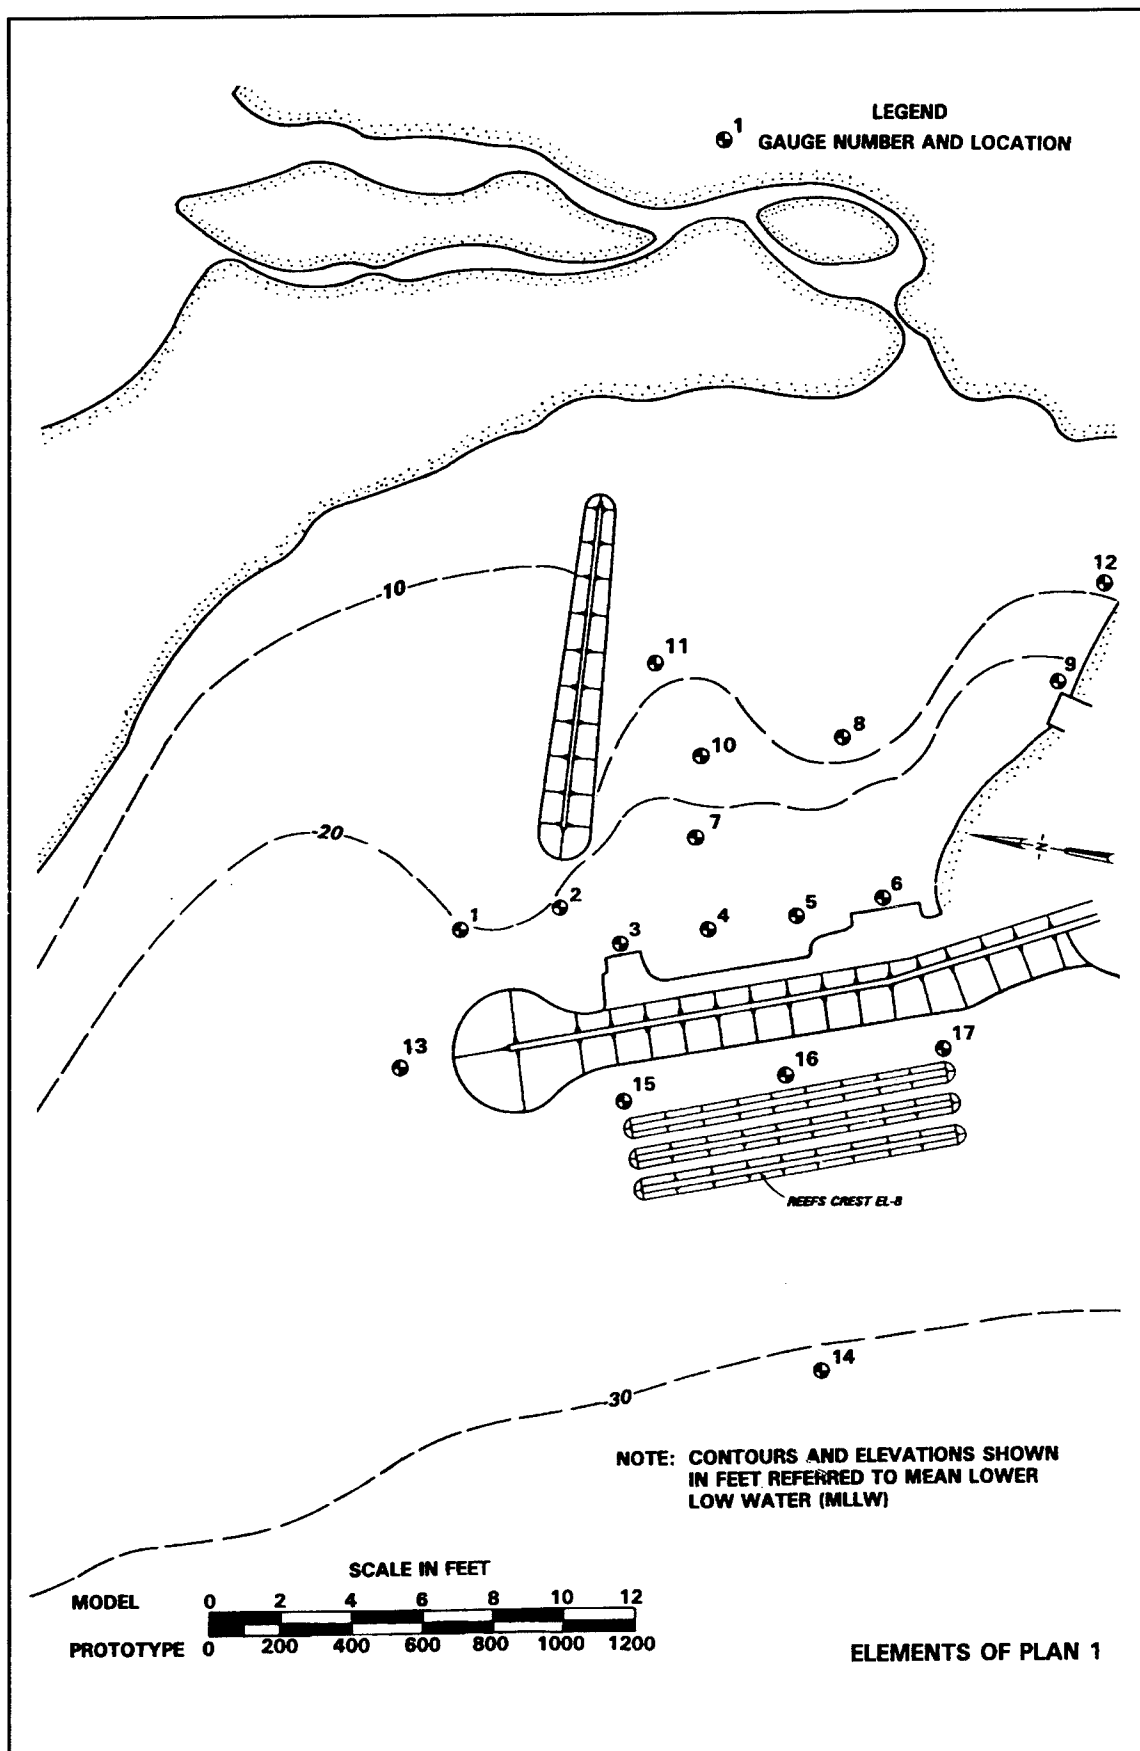 LEGEND
1
GAUGE NUMBER AND LOCATION
-10
12
11
9
8
10
-20
7
N
6
2
5
1
4
3
13
17
16
15
REEFS CREST EL-8
14
-30
NOTE: CONTOURS AND ELEVATIONS SHOWN
IN FEET REFERRED TO MEAN LOWER
LOW WATER (MLLW)
SCALE IN FEET
MODEL 0 2 4 6 8 10 12
PROTOTYPE 0 200 400 600 800 1000 1200
ELEMENTS OF PLAN 1